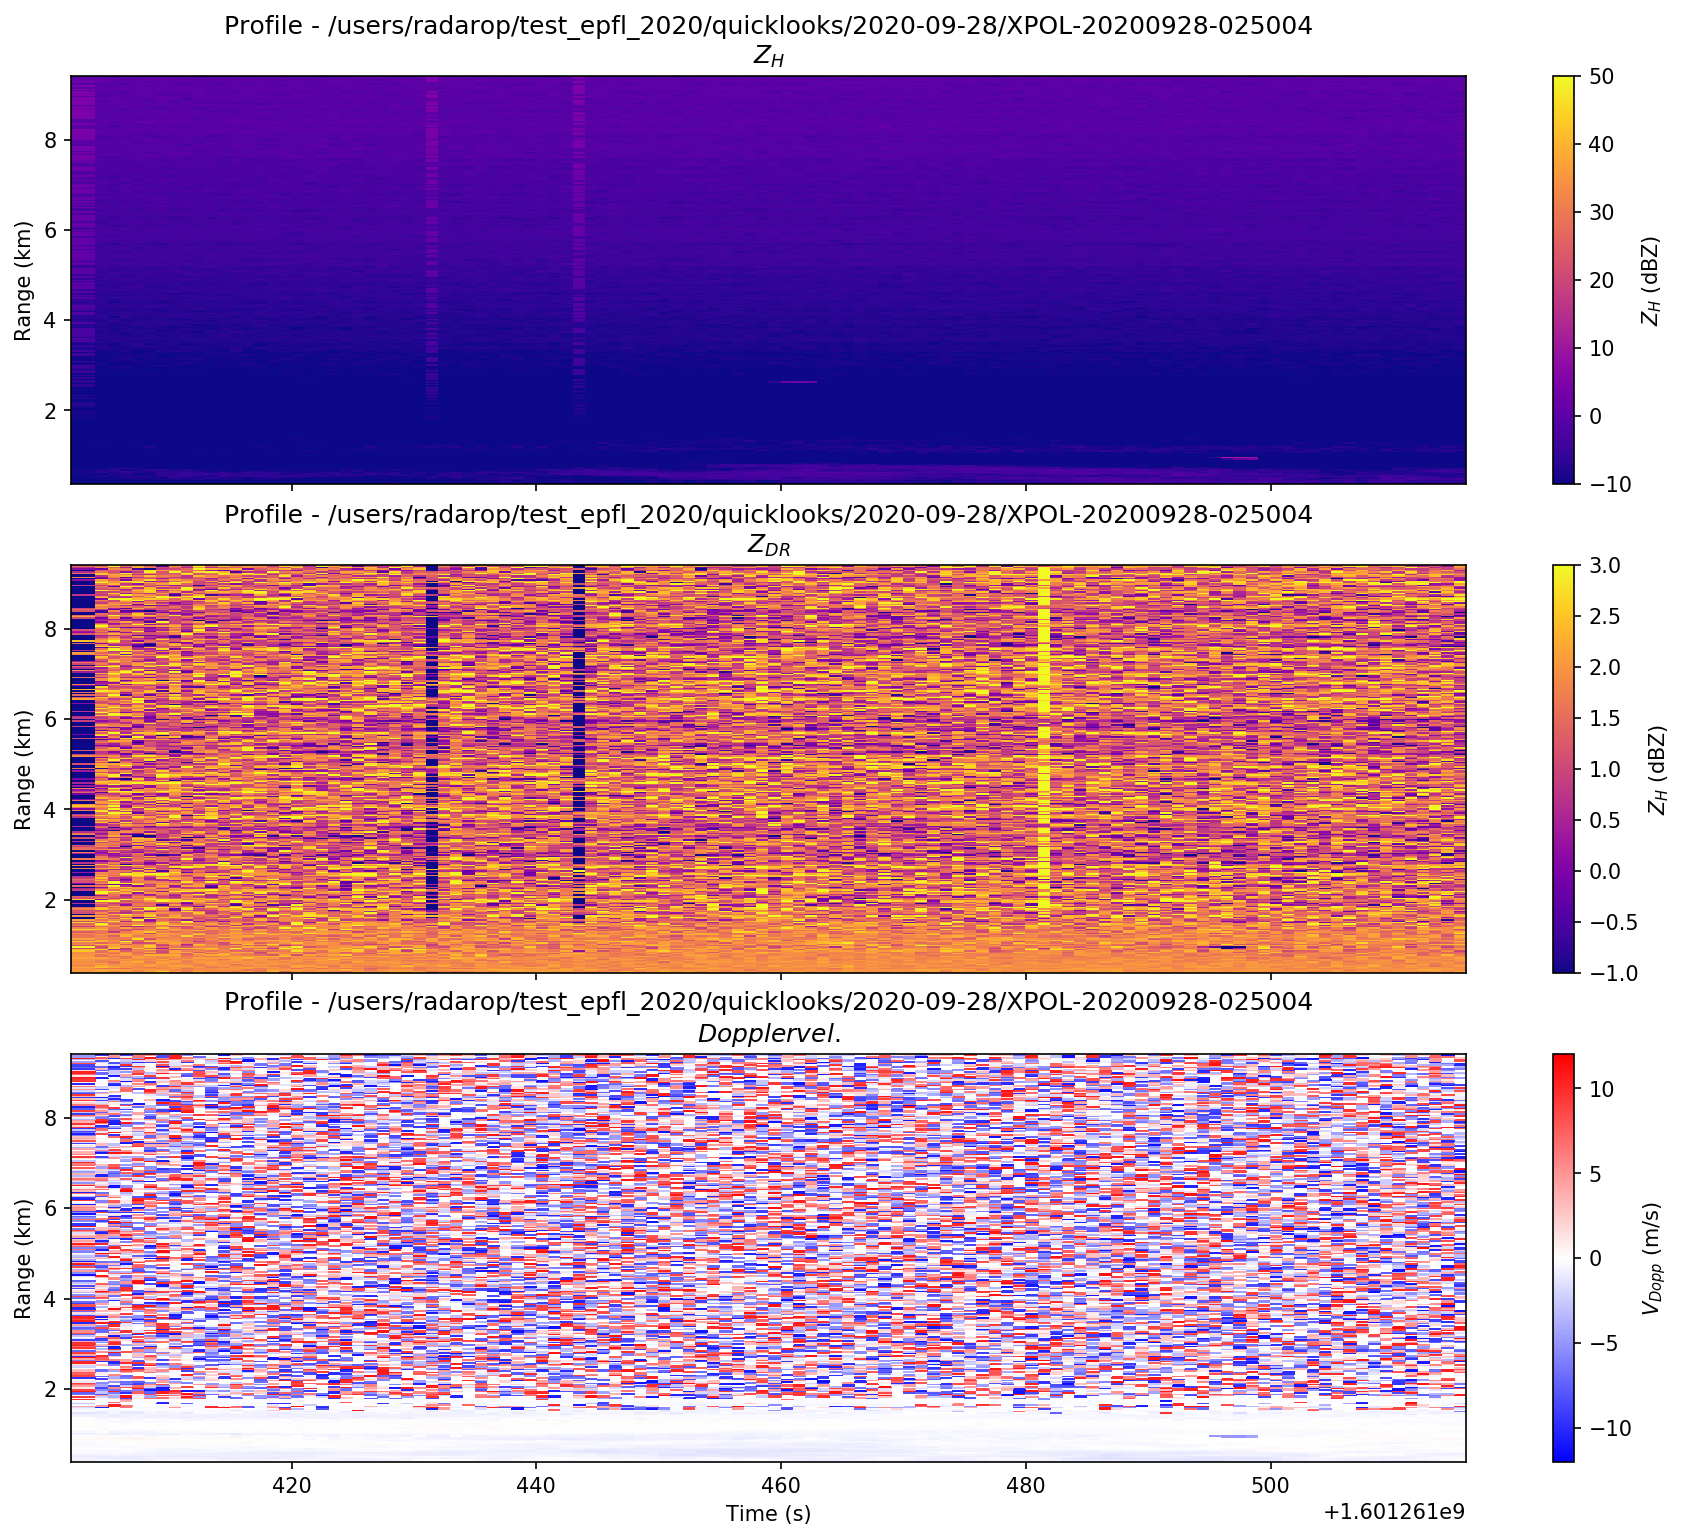 Profile - /users/radarop/test_epfl_2020/quicklooks/2020-09-28/XPOL-20200928-025004
Z_H
Range (km)
8
6
4
2
50
40
30
20
10
0
−10
Z_H (dBZ)
Profile - /users/radarop/test_epfl_2020/quicklooks/2020-09-28/XPOL-20200928-025004
Z_DR
Range (km)
8
6
4
2
3.0
2.5
2.0
1.5
1.0
0.5
0.0
−0.5
−1.0
Z_H (dBZ)
Profile - /users/radarop/test_epfl_2020/quicklooks/2020-09-28/XPOL-20200928-025004
Dopplervel.
Range (km)
8
6
4
2
10
5
0
−5
−10
V_Dopp (m/s)
420 440 460 480 500
Time (s)
+1.601261e9